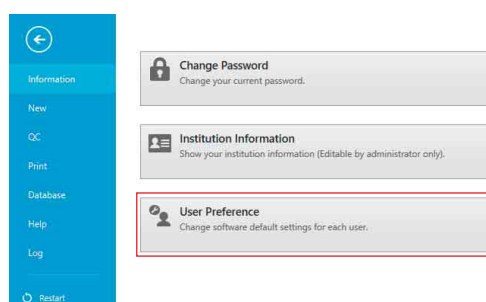 Information
New
QC
Print
Database
Help
Log
Restart
Change Password
Change your current password.
Institution Information
Show your institution information (Editable by administrator only).
User Preference
Change software default settings for each user.